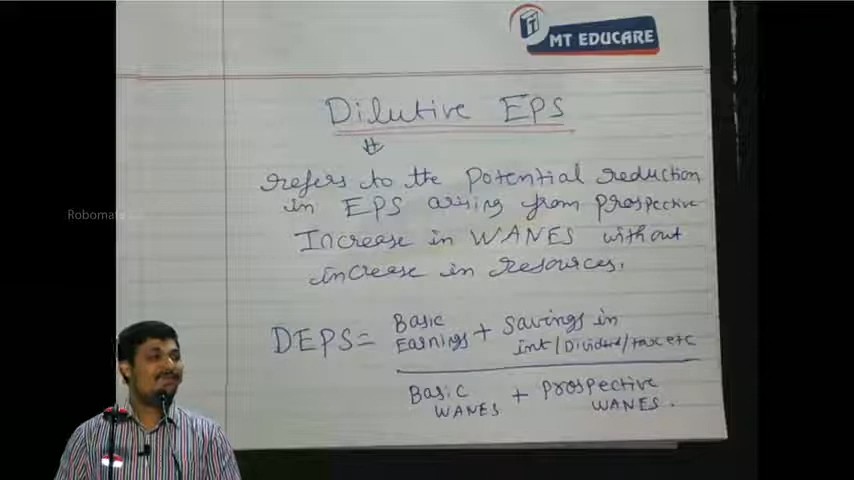 MT EDUCARE
Dilutive EPS
refers to the Potential reduction
in EPS arising from Prospective
Increase in WANES without
increase in resources.
DEPS = Basic Earnings + Savings in int/Dividend/tax etc
Basic WANES + Prospective WANES.
Robomate